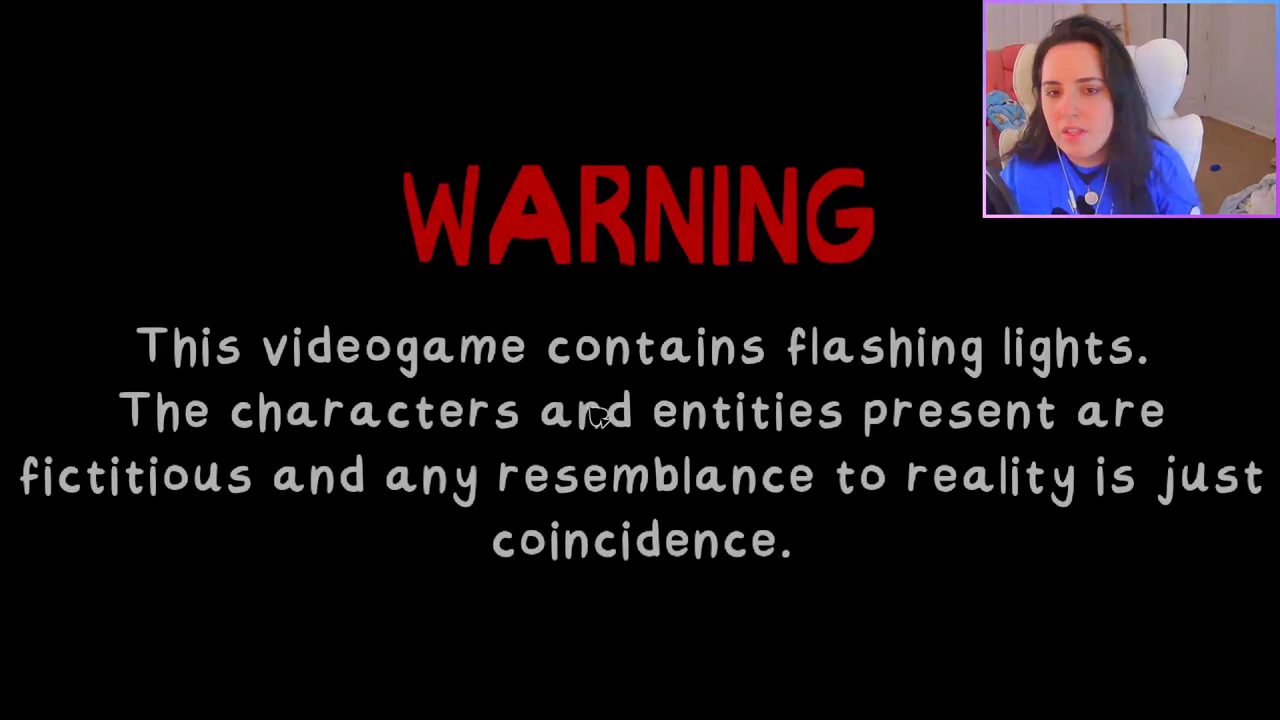 WARNING
This videogame contains flashing lights.
The characters and entities present are
fictitious and any resemblance to reality is just
coincidence.